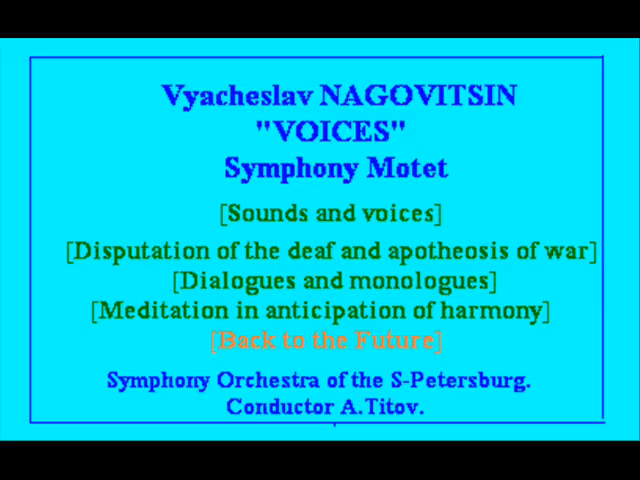 Vyacheslav NAGOVITSIN
"VOICES"
Symphony Motet
[Sounds and voices]
[Disputation of the deaf and apotheosis of war]
[Dialogues and monologues]
[Meditation in anticipation of harmony]
[Back to the Future]
Symphony Orchestra of the S-Petersburg.
Conductor A.Titov.